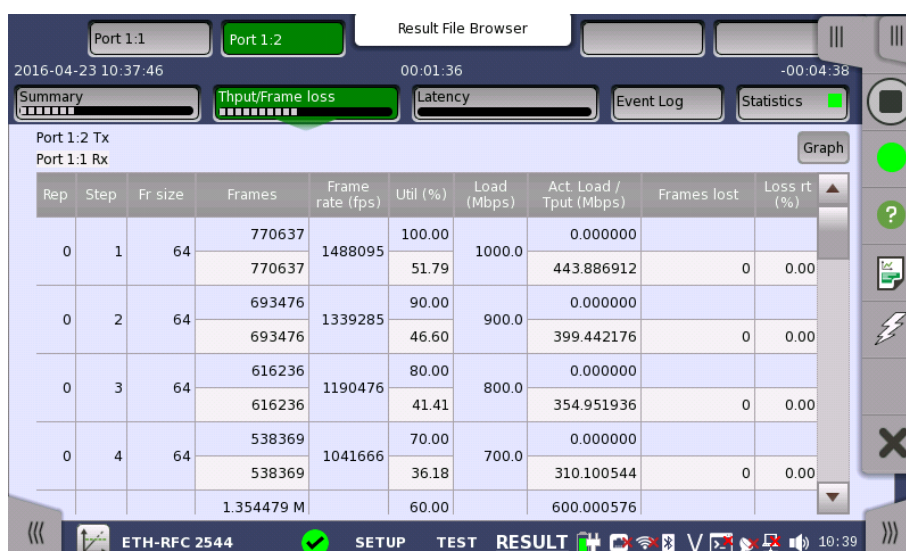 Port 1:1 Port 1:2 Result File Browser
2016-04-23 10:37:46 00:01:36 -00:04:38
Summary Thput/Frame loss Latency Event Log Statistics
Port 1:2 Tx
Port 1:1 Rx
Graph
Rep Step Fr size Frames Frame rate (fps) Util (%) Load (Mbps) Act. Load / Tput (Mbps) Frames lost Loss rt (%)
0 1 64 770637 1488095 100.00 1000.0 0.000000
770637 51.79 443.886912 0 0.00
0 2 64 693476 1339285 90.00 900.0 0.000000
693476 46.60 399.442176 0 0.00
0 3 64 616236 1190476 80.00 800.0 0.000000
616236 41.41 354.951936 0 0.00
0 4 64 538369 1041666 70.00 700.0 0.000000
538369 36.18 310.100544 0 0.00
1.354479 M 60.00 600.000576
ETH-RFC 2544 SETUP TEST RESULT V 10:39